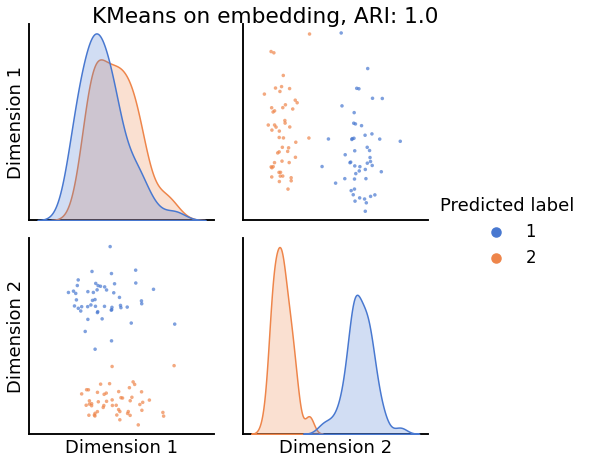 KMeans on embedding, ARI: 1.0
Dimension 1
Dimension 2
Dimension 1
Dimension 2
Predicted label
1
2